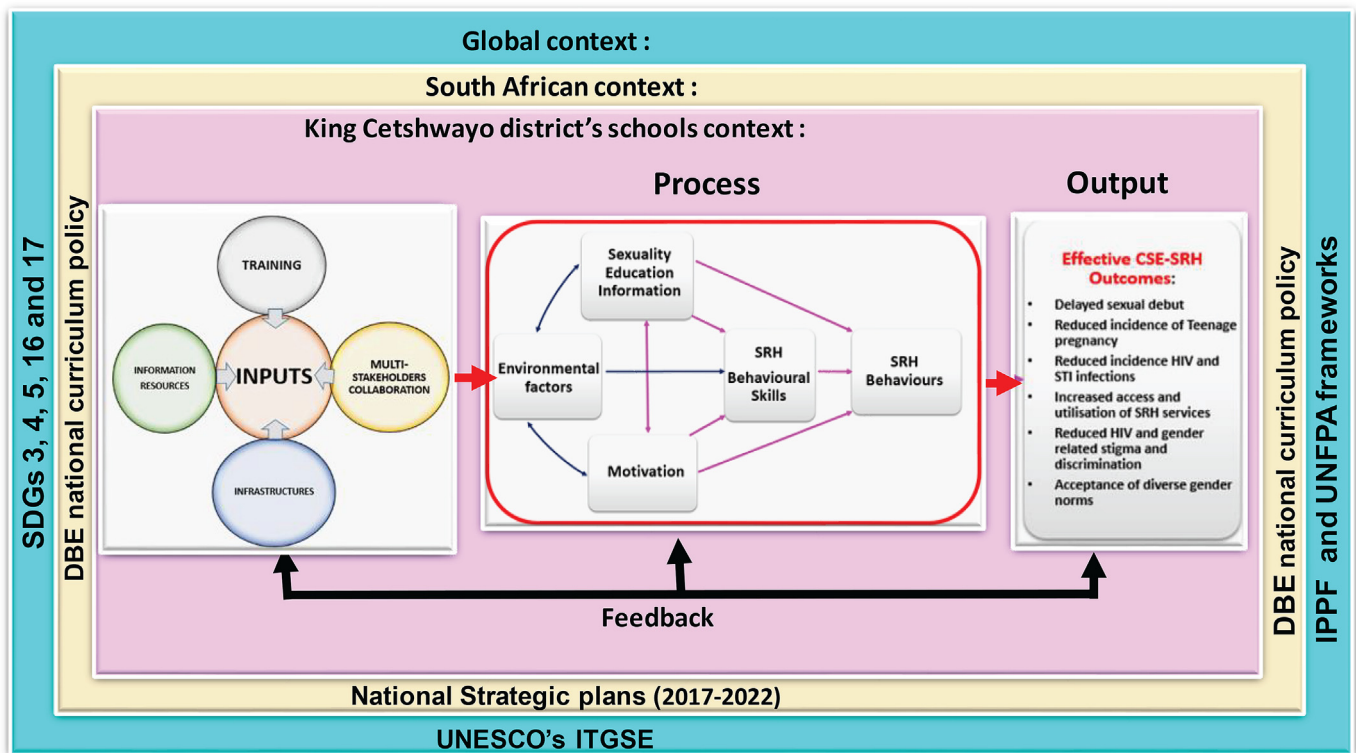 Global context :
South African context :
King Cetshwayo district's schools context :
SDGs 3, 4, 5, 16 and 17
DBE national curriculum policy
TRAINING
INFORMATION
RESOURCES
INPUTS
MULTI-
STAKEHOLDERS
COLLABORATION
INFRASTRUCTURES
Process
Sexuality
Education
Information
Environmental
factors
SRH
Behavioural
Skills
SRH
Behaviours
Motivation
Output
Effective CSE-SRH
Outcomes:
• Delayed sexual debut
• Reduced incidence of Teenage
pregnancy
• Reduced incidence HIV and
STI infections
• Increased access and
utilisation of SRH services
• Reduced HIV and gender
related stigma and
discrimination
• Acceptance of diverse gender
norms
DBE national curriculum policy
IPPF and UNFPA frameworks
Feedback
National Strategic plans (2017-2022)
UNESCO's ITGSE